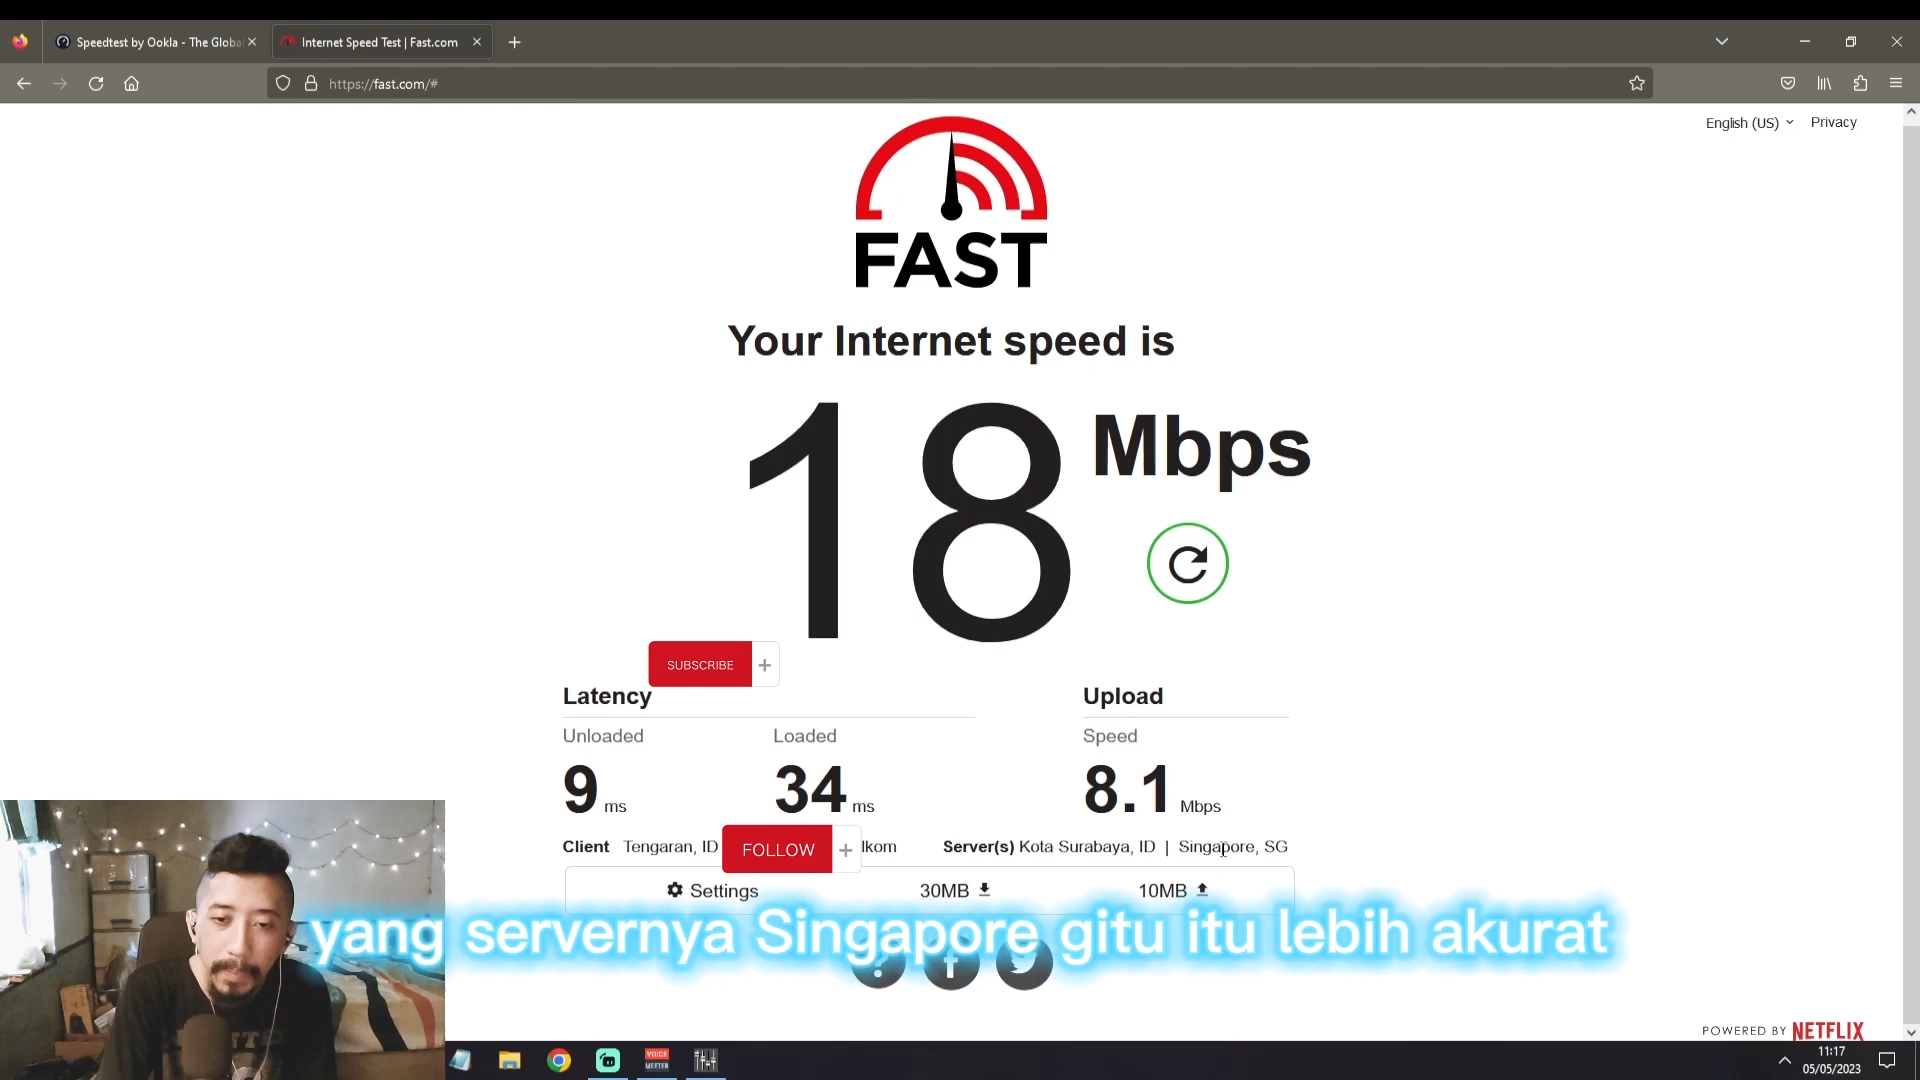 Speedtest by Ookla - The Globa
Internet Speed Test | Fast.com
https://fast.com/#
English (US)
Privacy
FAST
Your Internet speed is
18 Mbps
SUBSCRIBE +
Latency
Upload
Unloaded
Loaded
Speed
9 ms
34 ms
8.1 Mbps
Client Tengaran, ID
FOLLOW +
lkom
Server(s) Kota Surabaya, ID | Singapore, SG
Settings
30MB
10MB
yang servernya Singapore gitu itu lebih akurat
POWERED BY NETFLIX
VOICE
MEETER
11:17
05/05/2023